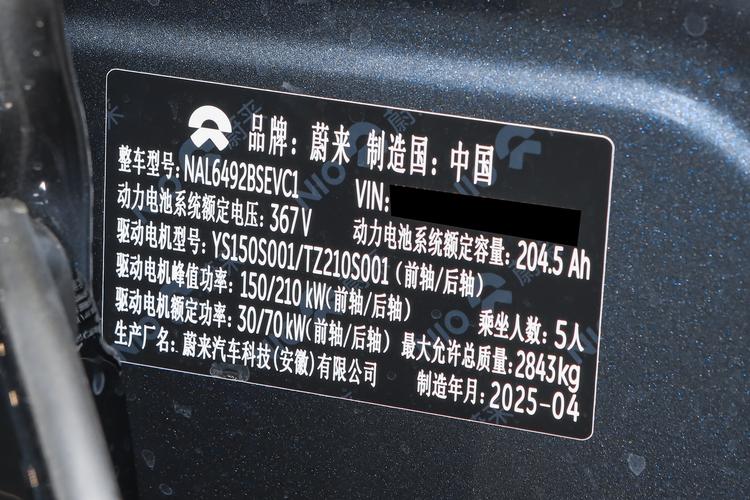 品牌：蔚来 制造国：中国
整车型号：NAL6492BSEVC1 VIN:
动力电池系统额定电压：367V 动力电池系统额定容量：204.5 Ah
驱动电机型号：YS150S001/TZ210S001（前轴/后轴）
驱动电机峰值功率：150/210 kW（前轴/后轴） 乘坐人数：5人
驱动电机额定功率：30/70 kW（前轴/后轴） 最大允许总质量：2843kg
生产厂名：蔚来汽车科技（安徽）有限公司 制造年月：2025-04